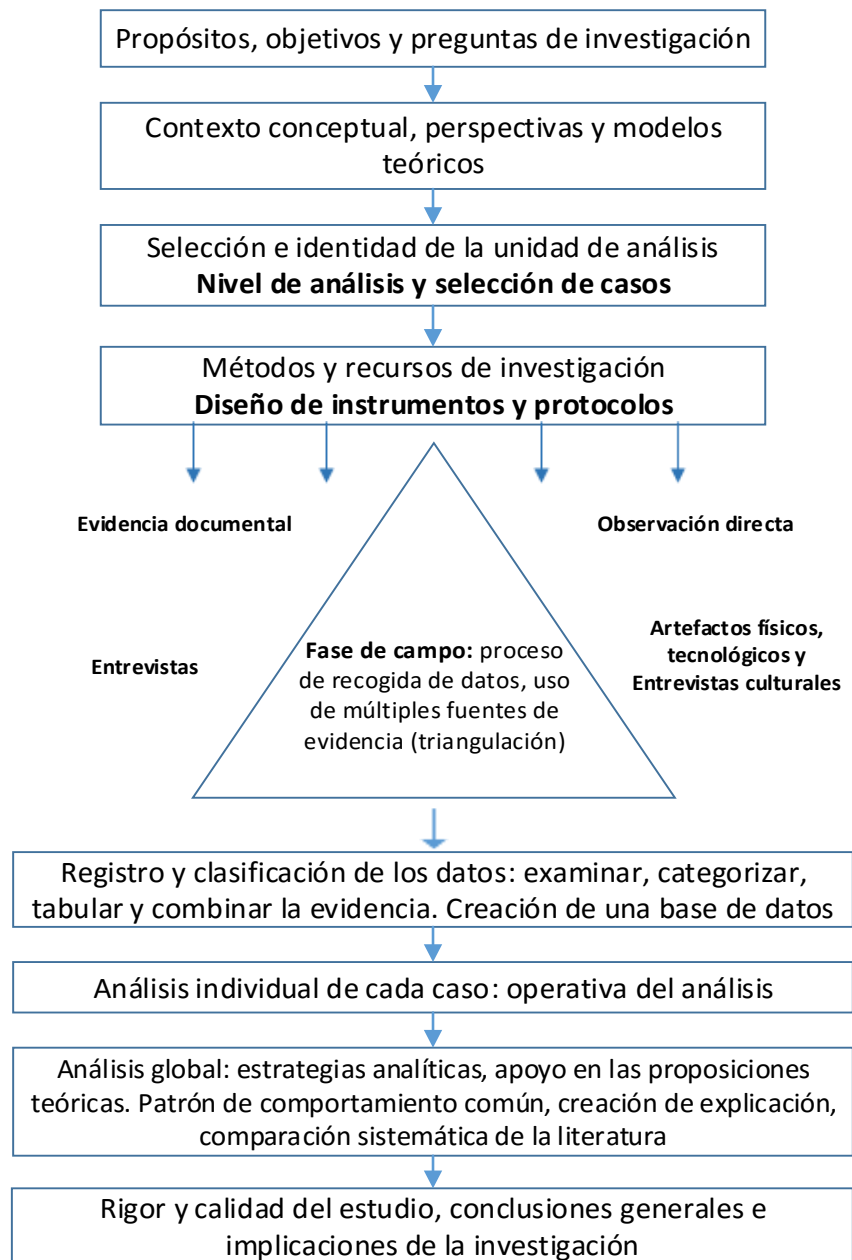 Propósitos, objetivos y preguntas de investigación
Contexto conceptual, perspectivas y modelos
teóricos
Selección e identidad de la unidad de análisis
Nivel de análisis y selección de casos
Métodos y recursos de investigación
Diseño de instrumentos y protocolos
Evidencia documental
Observación directa
Entrevistas
Fase de campo: proceso
de recogida de datos, uso
de múltiples fuentes de
evidencia (triangulación)
Artefactos físicos,
tecnológicos y
Entrevistas culturales
Registro y clasificación de los datos: examinar, categorizar,
tabular y combinar la evidencia. Creación de una base de datos
Análisis individual de cada caso: operativa del análisis
Análisis global: estrategias analíticas, apoyo en las proposiciones
teóricas. Patrón de comportamiento común, creación de explicación,
comparación sistemática de la literatura
Rigor y calidad del estudio, conclusiones generales e
implicaciones de la investigación